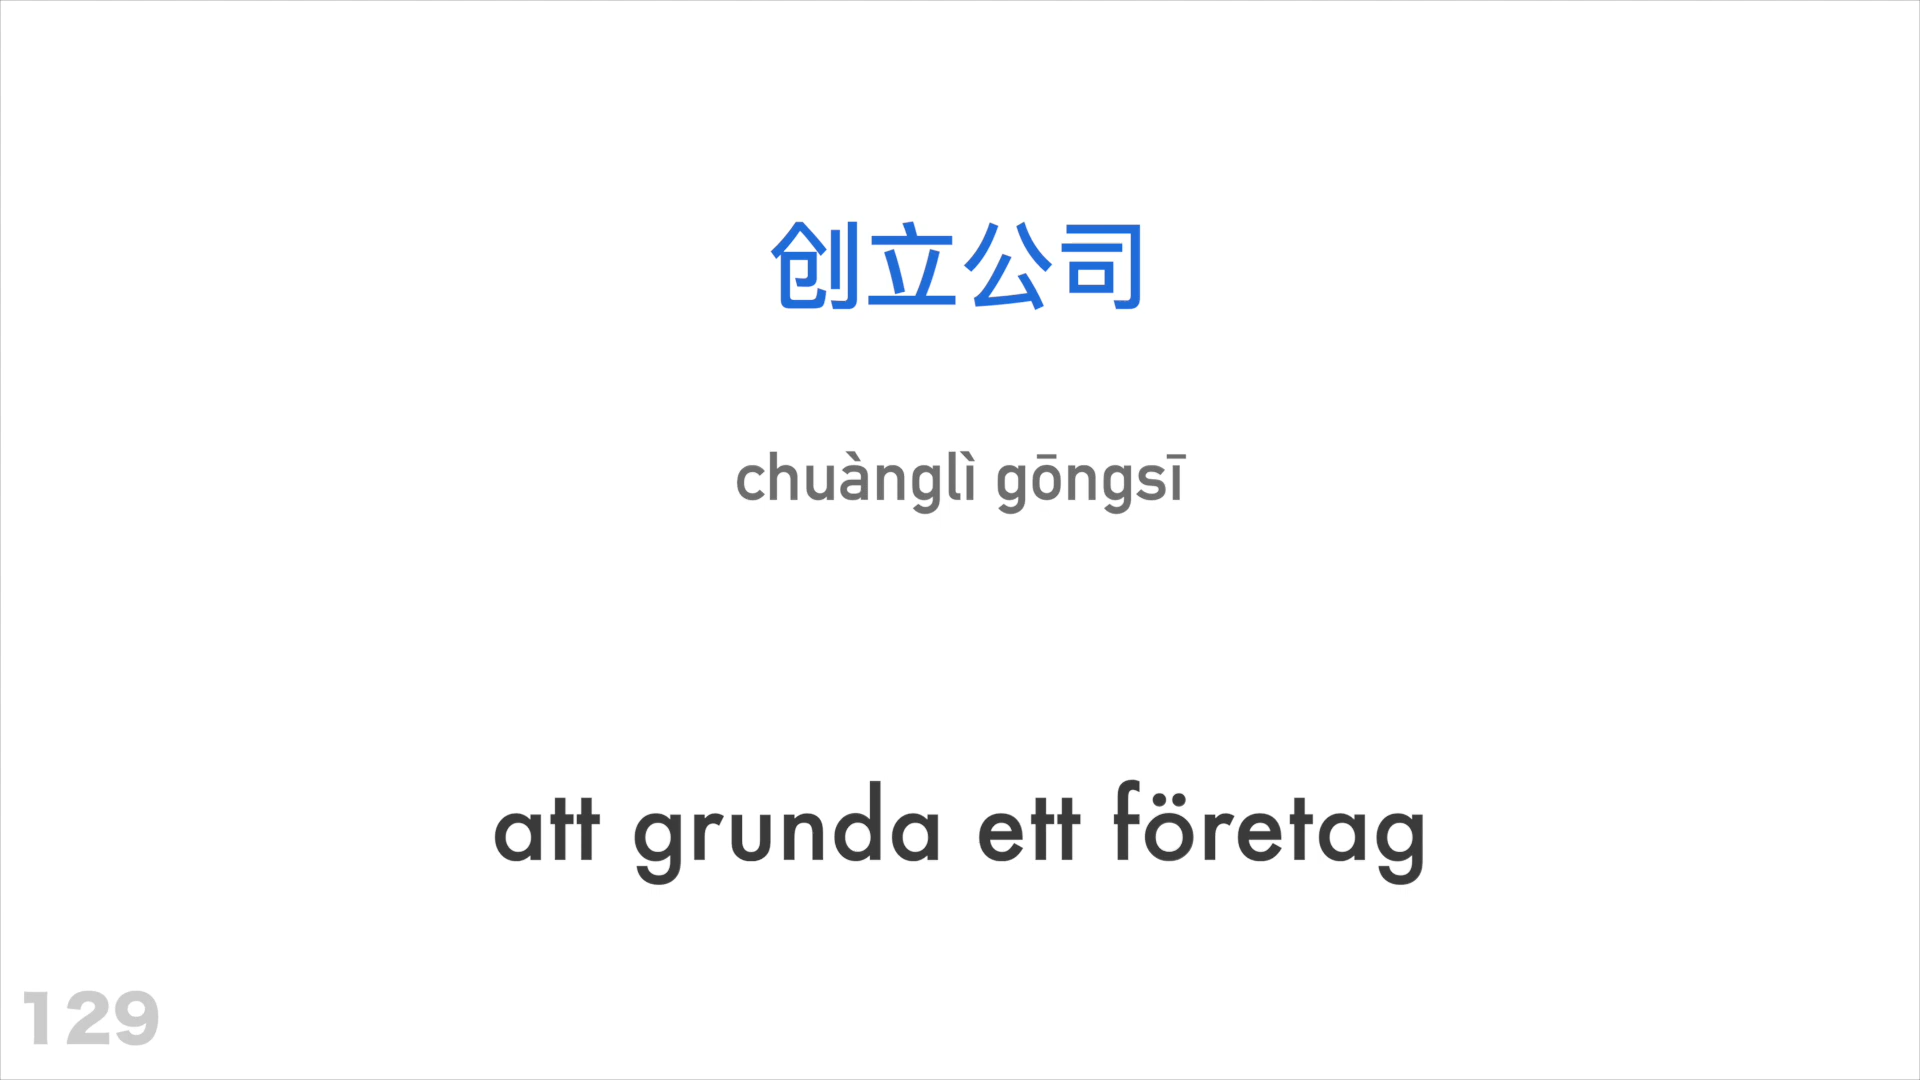 创立公司
chuànglì gōngsī
att grunda ett företag
129